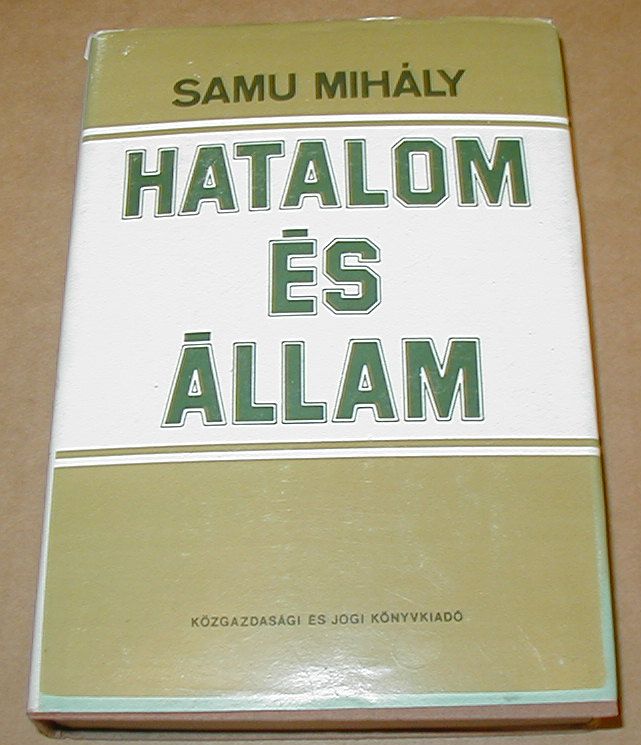 SAMU MIHÁLY
HATALOM
ÉS
ÁLLAM
KÖZGAZDASÁGI ÉS JOGI KÖNYVKIADÓ